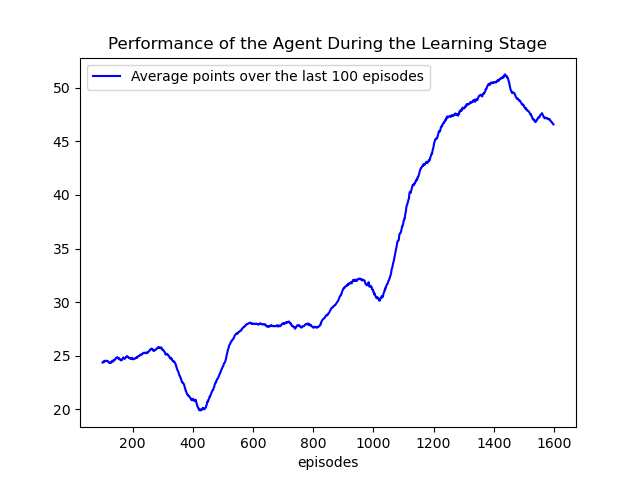 Performance of the Agent During the Learning Stage
Average points over the last 100 episodes
50
45
40
35
30
25
20
200 400 600 800 1000 1200 1400 1600
episodes